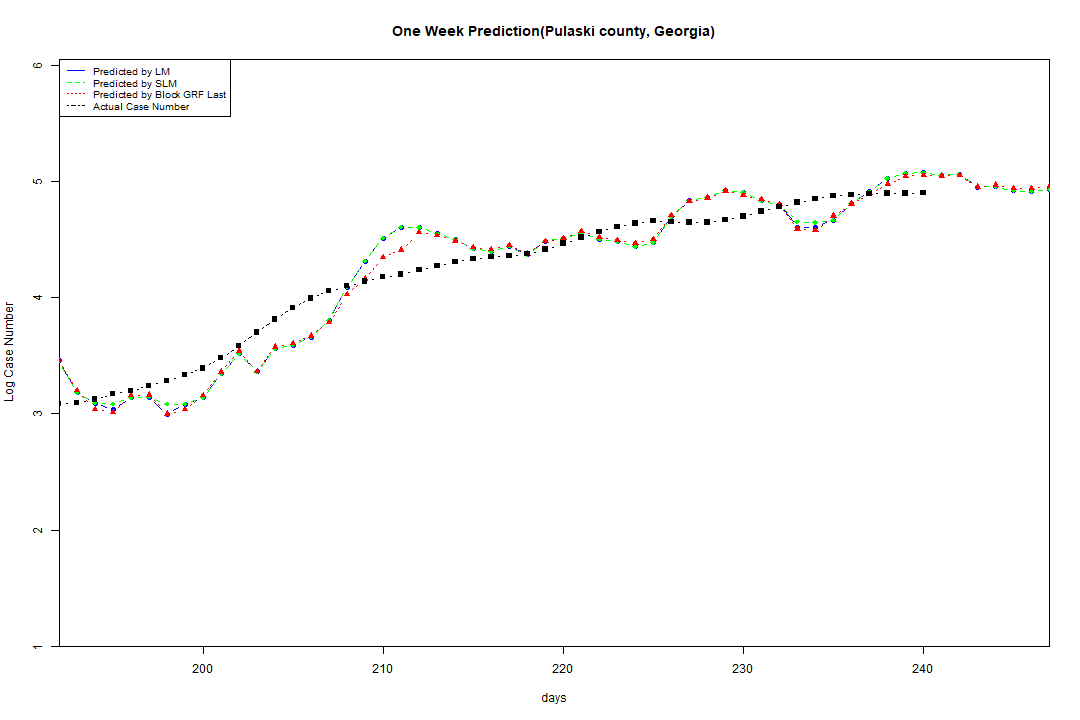 One Week Prediction(Pulaski county, Georgia)
Predicted by LM
Predicted by SLM
Predicted by Block GRF Last
Actual Case Number
6
5
4
3
2
1
Log Case Number
200 210 220 230 240
days